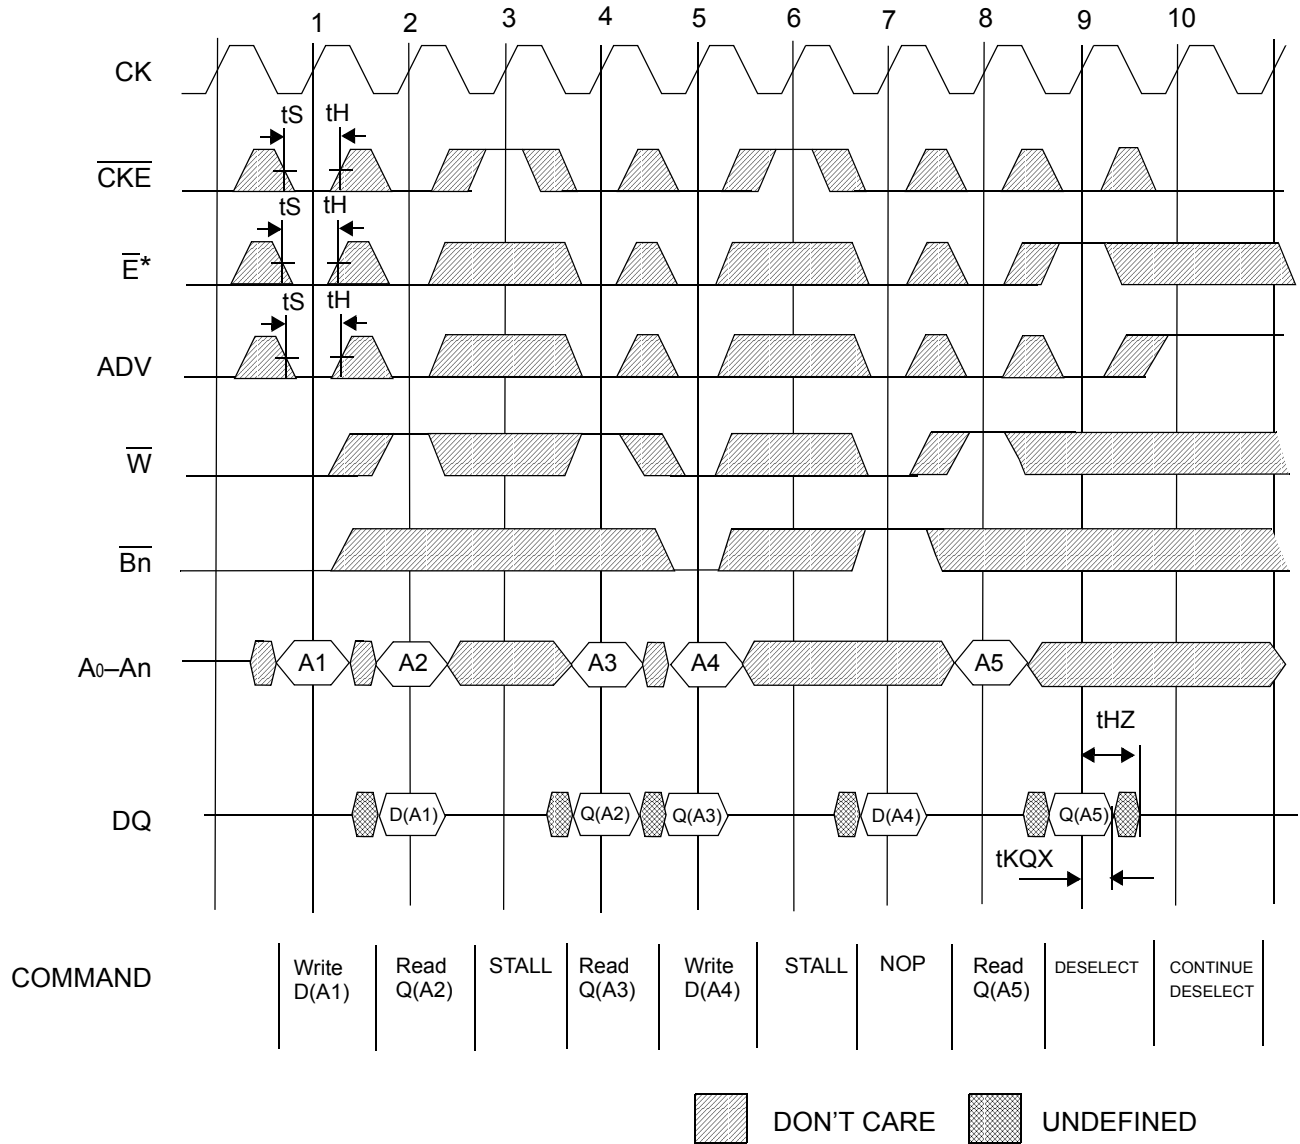 1 2 3 4 5 6 7 8 9 10
CK
tS tH
CKE
tS tH
E*
tS tH
ADV
W
Bn
A0–An A1 A2 A3 A4 A5
tHZ
DQ D(A1) Q(A2) Q(A3) D(A4) Q(A5)
tKQX
COMMAND
Write
D(A1)
Read
Q(A2)
STALL
Read
Q(A3)
Write
D(A4)
STALL
NOP
Read
Q(A5)
DESELECT
CONTINUE
DESELECT
DON'T CARE UNDEFINED